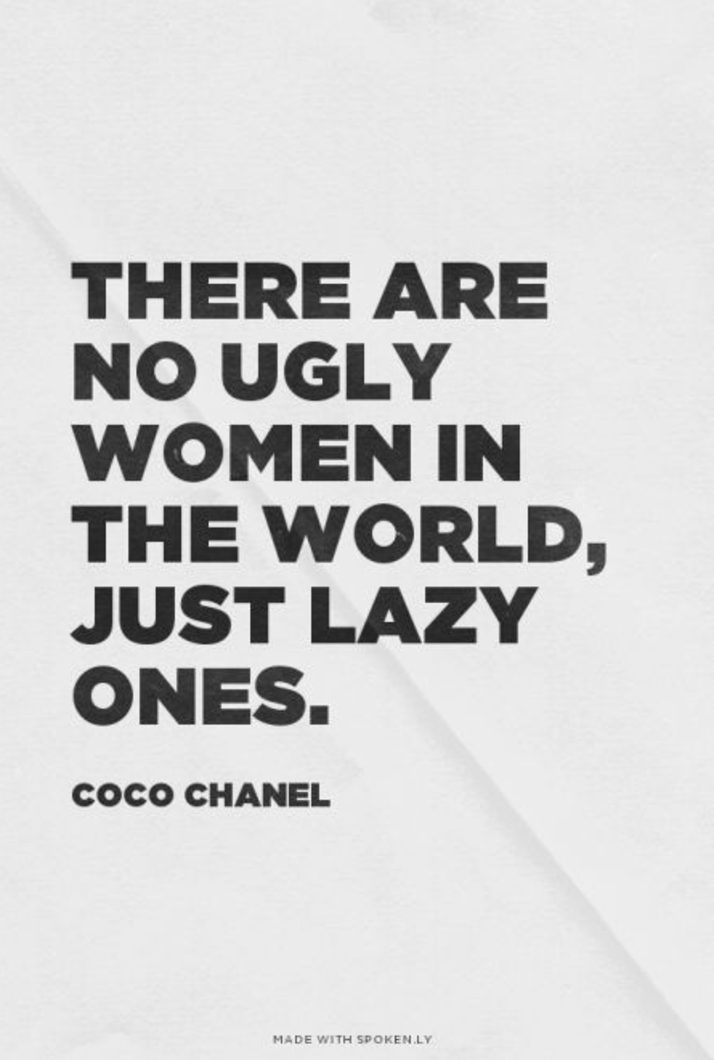 THERE ARE
NO UGLY
WOMEN IN
THE WORLD,
JUST LAZY
ONES.
COCO CHANEL
MADE WITH SPOKEN.LY